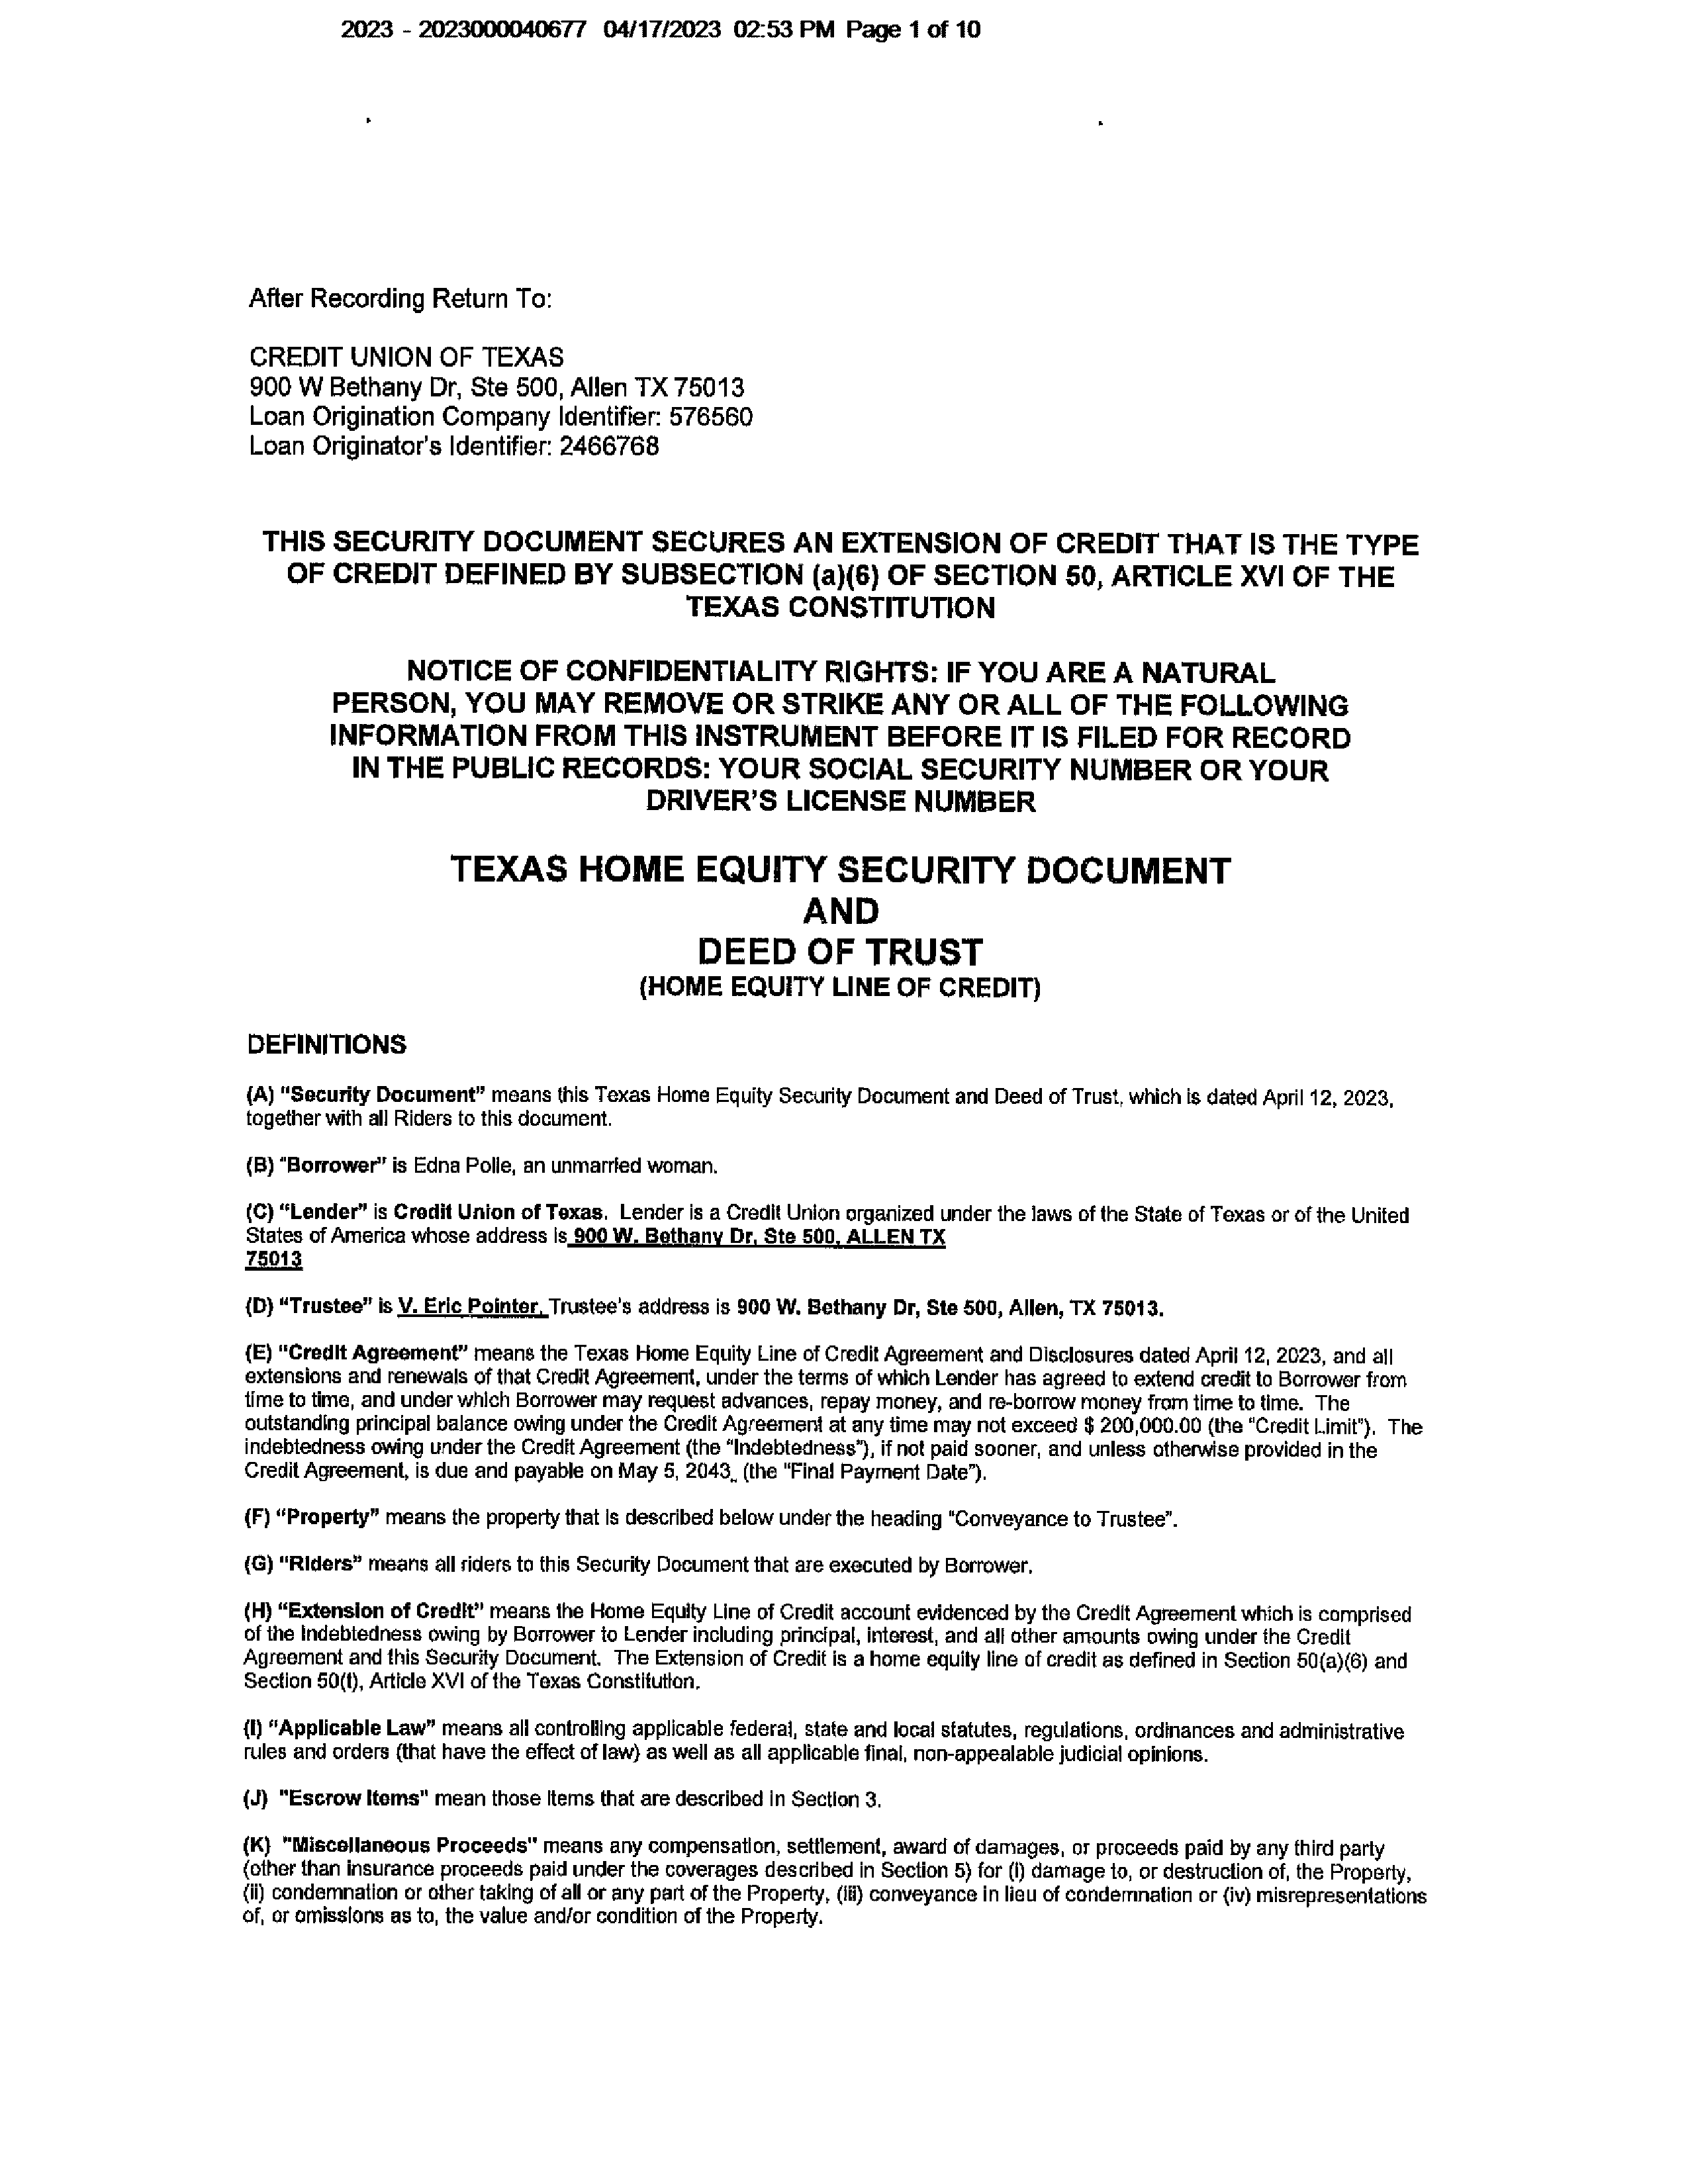 2023 - 2023000040677 04/17/2023 02:53 PM Page 1 of 10
After Recording Return To:
CREDIT UNION OF TEXAS
900 W Bethany Dr, Ste 500, Allen TX 75013
Loan Origination Company Identifier: 576560
Loan Originator's Identifier: 2466768
THIS SECURITY DOCUMENT SECURES AN EXTENSION OF CREDIT THAT IS THE TYPE
OF CREDIT DEFINED BY SUBSECTION (a)(6) OF SECTION 50, ARTICLE XVI OF THE
TEXAS CONSTITUTION
NOTICE OF CONFIDENTIALITY RIGHTS: IF YOU ARE A NATURAL
PERSON, YOU MAY REMOVE OR STRIKE ANY OR ALL OF THE FOLLOWING
INFORMATION FROM THIS INSTRUMENT BEFORE IT IS FILED FOR RECORD
IN THE PUBLIC RECORDS: YOUR SOCIAL SECURITY NUMBER OR YOUR
DRIVER'S LICENSE NUMBER
TEXAS HOME EQUITY SECURITY DOCUMENT
AND
DEED OF TRUST
(HOME EQUITY LINE OF CREDIT)
DEFINITIONS
(A) "Security Document" means this Texas Home Equity Security Document and Deed of Trust, which is dated April 12, 2023,
together with all Riders to this document.
(B) "Borrower" is Edna Polle, an unmarried woman.
(C) "Lender" is Credit Union of Texas. Lender is a Credit Union organized under the laws of the State of Texas or of the United
States of America whose address is 900 W. Bethany Dr, Ste 500, ALLEN TX
75013
(D) "Trustee" is V. Eric Pointer, Trustee's address is 900 W. Bethany Dr, Ste 500, Allen, TX 75013.
(E) "Credit Agreement" means the Texas Home Equity Line of Credit Agreement and Disclosures dated April 12, 2023, and all
extensions and renewals of that Credit Agreement, under the terms of which Lender has agreed to extend credit to Borrower from
time to time, and under which Borrower may request advances, repay money, and re-borrow money from time to time. The
outstanding principal balance owing under the Credit Agreement at any time may not exceed $ 200,000.00 (the "Credit Limit"). The
indebtedness owing under the Credit Agreement (the "Indebtedness"), if not paid sooner, and unless otherwise provided in the
Credit Agreement, is due and payable on May 5, 2043, (the "Final Payment Date").
(F) "Property" means the property that is described below under the heading "Conveyance to Trustee".
(G) "Riders" means all riders to this Security Document that are executed by Borrower.
(H) "Extension of Credit" means the Home Equity Line of Credit account evidenced by the Credit Agreement which is comprised
of the Indebtedness owing by Borrower to Lender including principal, interest, and all other amounts owing under the Credit
Agreement and this Security Document. The Extension of Credit is a home equity line of credit as defined in Section 50(a)(6) and
Section 50(t), Article XVI of the Texas Constitution.
(I) "Applicable Law" means all controlling applicable federal, state and local statutes, regulations, ordinances and administrative
rules and orders (that have the effect of law) as well as all applicable final, non-appealable judicial opinions.
(J) "Escrow Items" mean those items that are described in Section 3.
(K) "Miscellaneous Proceeds" means any compensation, settlement, award of damages, or proceeds paid by any third party
(other than insurance proceeds paid under the coverages described in Section 5) for (i) damage to, or destruction of, the Property,
(ii) condemnation or other taking of all or any part of the Property, (iii) conveyance in lieu of condemnation or (iv) misrepresentations
of, or omissions as to, the value and/or condition of the Property.